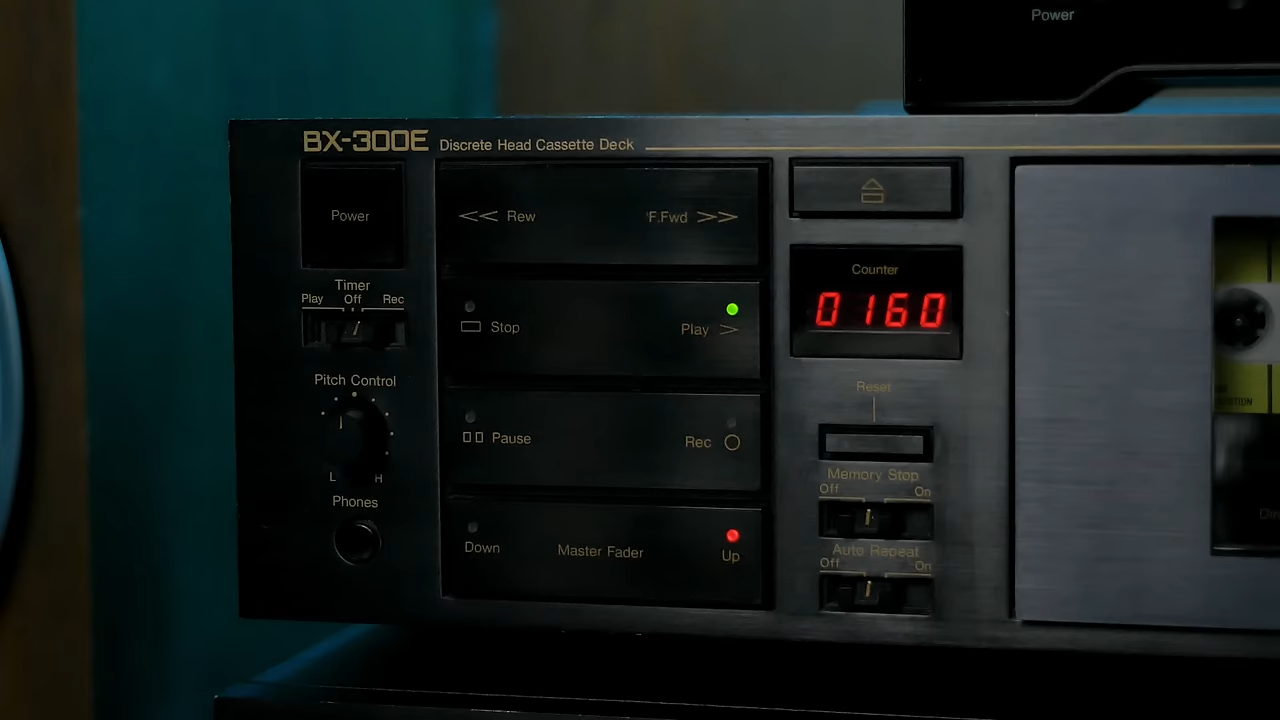 Power
BX-300E Discrete Head Cassette Deck
Power
<< Rew F.Fwd >>
Timer
Play Off Rec
Stop Play >
Pitch Control
L H
Pause Rec
Phones
Down Master Fader Up
Counter
0160
Reset
Memory Stop
Off On
Auto Repeat
Off On